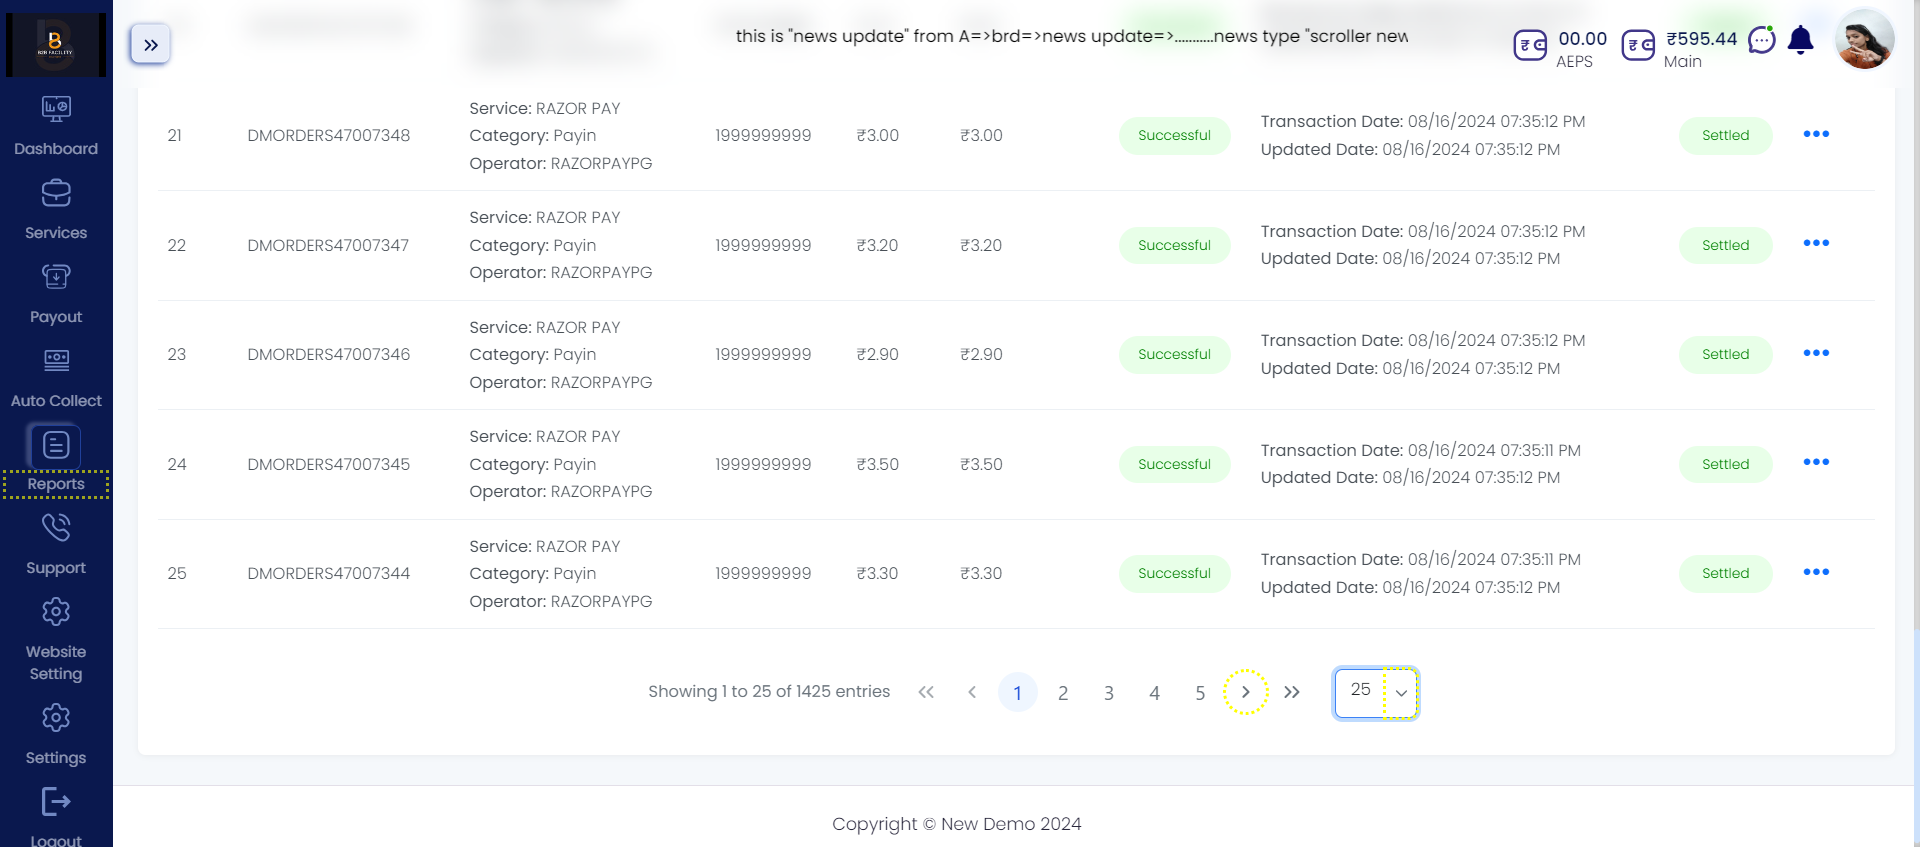 B2B FACILITY
this is "news update" from A=>brd=>news update=>...........news type "scroller new
00.00
AEPS
₹595.44
Main
Dashboard
Services
Payout
Auto Collect
Reports
Support
Website
Setting
Settings
Logout
21 DMORDERS47007348 Service: RAZOR PAY 1999999999 ₹3.00 ₹3.00 Successful Transaction Date: 08/16/2024 07:35:12 PM Settled
Category: Payin Updated Date: 08/16/2024 07:35:12 PM
Operator: RAZORPAYPG
22 DMORDERS47007347 Service: RAZOR PAY 1999999999 ₹3.20 ₹3.20 Successful Transaction Date: 08/16/2024 07:35:12 PM Settled
Category: Payin Updated Date: 08/16/2024 07:35:12 PM
Operator: RAZORPAYPG
23 DMORDERS47007346 Service: RAZOR PAY 1999999999 ₹2.90 ₹2.90 Successful Transaction Date: 08/16/2024 07:35:12 PM Settled
Category: Payin Updated Date: 08/16/2024 07:35:12 PM
Operator: RAZORPAYPG
24 DMORDERS47007345 Service: RAZOR PAY 1999999999 ₹3.50 ₹3.50 Successful Transaction Date: 08/16/2024 07:35:11 PM Settled
Category: Payin Updated Date: 08/16/2024 07:35:12 PM
Operator: RAZORPAYPG
25 DMORDERS47007344 Service: RAZOR PAY 1999999999 ₹3.30 ₹3.30 Successful Transaction Date: 08/16/2024 07:35:11 PM Settled
Category: Payin Updated Date: 08/16/2024 07:35:12 PM
Operator: RAZORPAYPG
Showing 1 to 25 of 1425 entries 1 2 3 4 5 25
Copyright © New Demo 2024